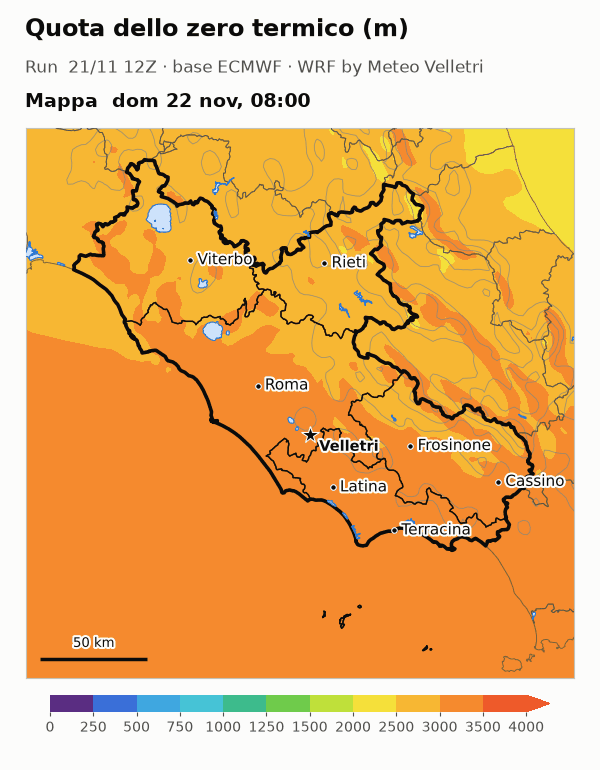 Quota dello zero termico (m)
Run  21/11 12Z · base ECMWF · WRF by Meteo Velletri
Mappa  dom 22 nov, 08:00
Viterbo
Rieti
Roma
Velletri
Frosinone
Cassino
Latina
Terracina
50 km
0 250 500 750 1000 1250 1500 2000 2500 3000 3500 4000